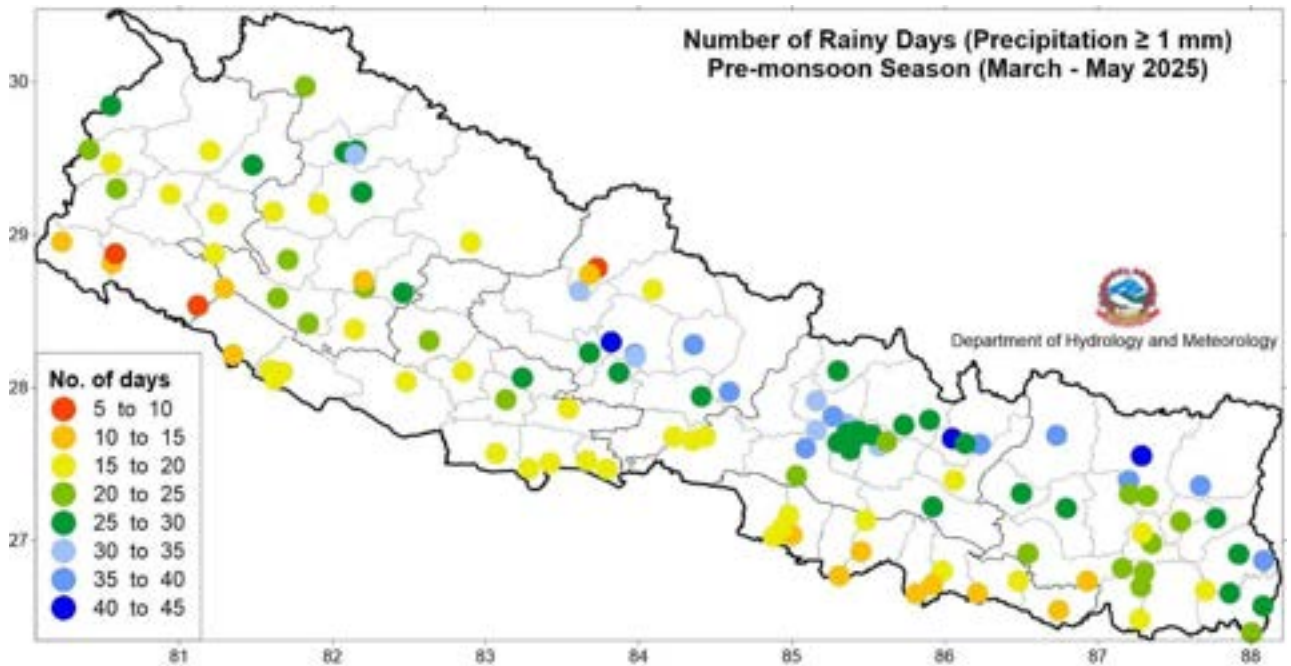 Number of Rainy Days (Precipitation ≥ 1 mm)
Pre-monsoon Season (March - May 2025)
30
29
Department of Hydrology and Meteorology
28
No. of days
5 to 10
10 to 15
15 to 20
20 to 25
25 to 30
30 to 35
35 to 40
40 to 45
27
81
82
83
84
85
86
87
88